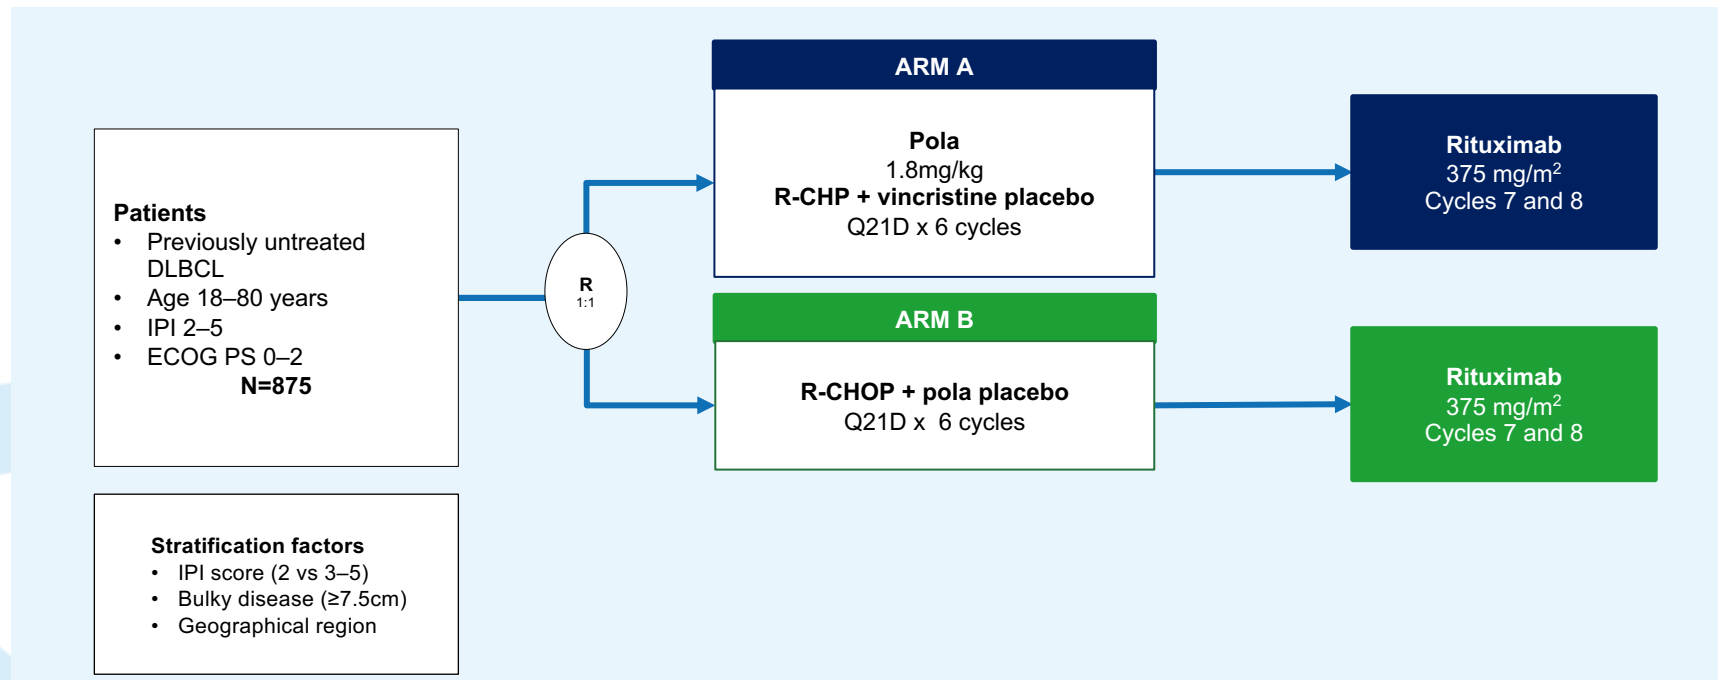 Patients
• Previously untreated
DLBCL
• Age 18–80 years
• IPI 2–5
• ECOG PS 0–2
N=875
Stratification factors
• IPI score (2 vs 3–5)
• Bulky disease (≥7.5cm)
• Geographical region
R
1:1
ARM A
Pola
1.8mg/kg
R-CHP + vincristine placebo
Q21D x 6 cycles
Rituximab
375 mg/m²
Cycles 7 and 8
ARM B
R-CHOP + pola placebo
Q21D x  6 cycles
Rituximab
375 mg/m²
Cycles 7 and 8